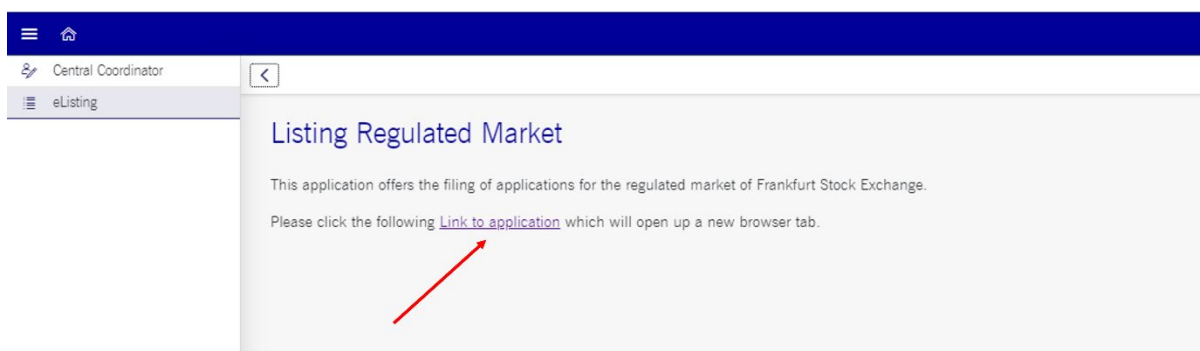 Central Coordinator
eListing
Listing Regulated Market
This application offers the filing of applications for the regulated market of Frankfurt Stock Exchange.
Please click the following Link to application which will open up a new browser tab.